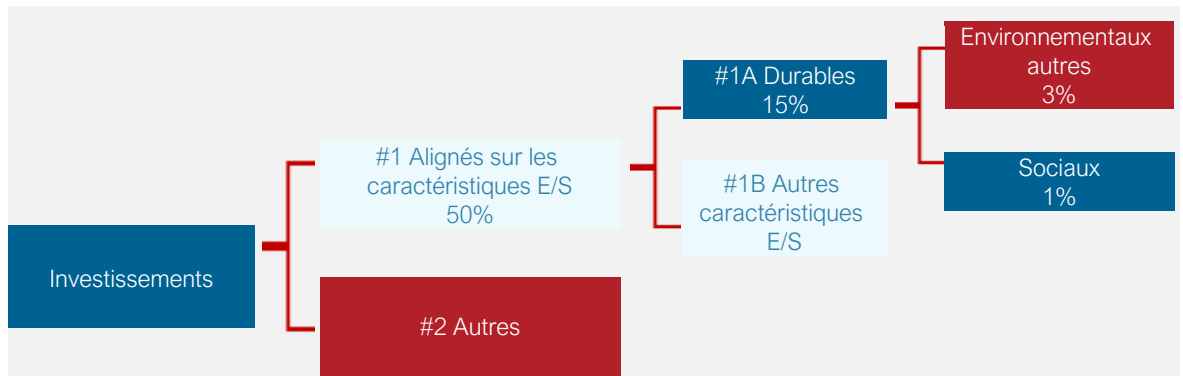 Investissements
#1 Alignés sur les
caractéristiques E/S
50%
#2 Autres
#1A Durables
15%
#1B Autres
caractéristiques
E/S
Environnementaux
autres
3%
Sociaux
1%